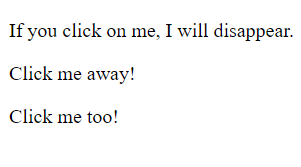 If you click on me, I will disappear.
Click me away!
Click me too!